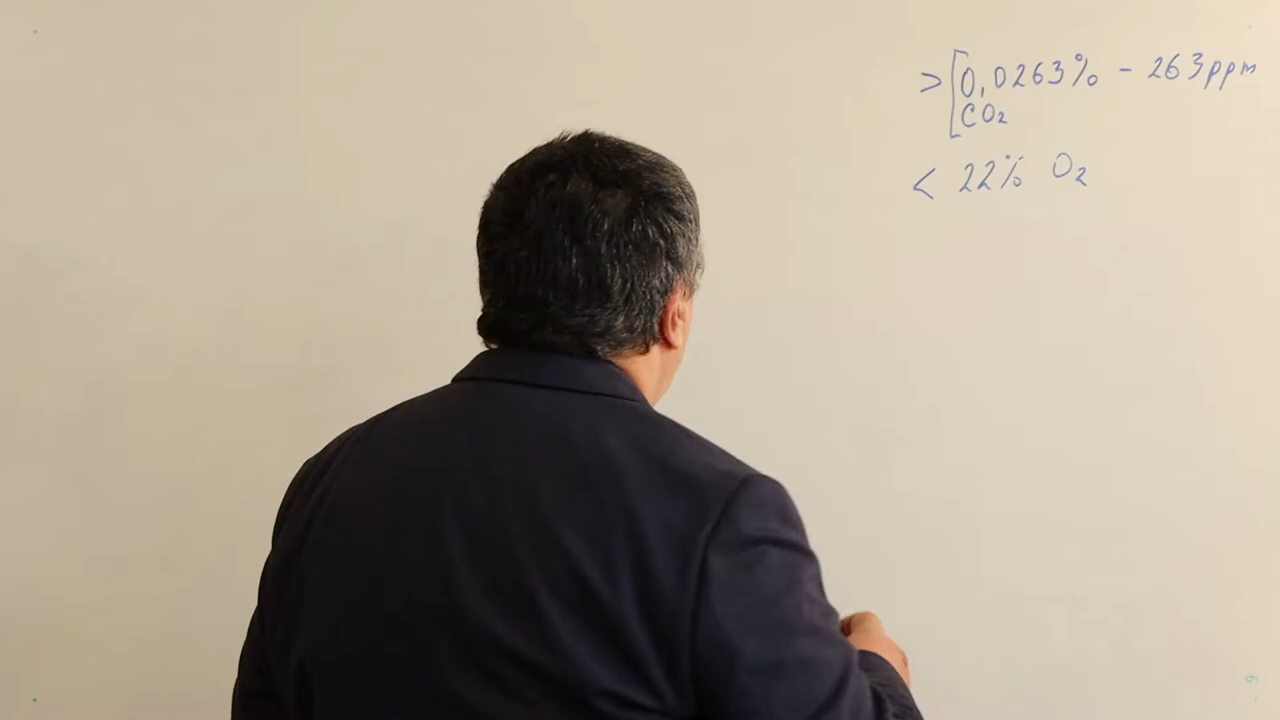 > [0,0263% - 263ppm
CO₂
< 22% O₂